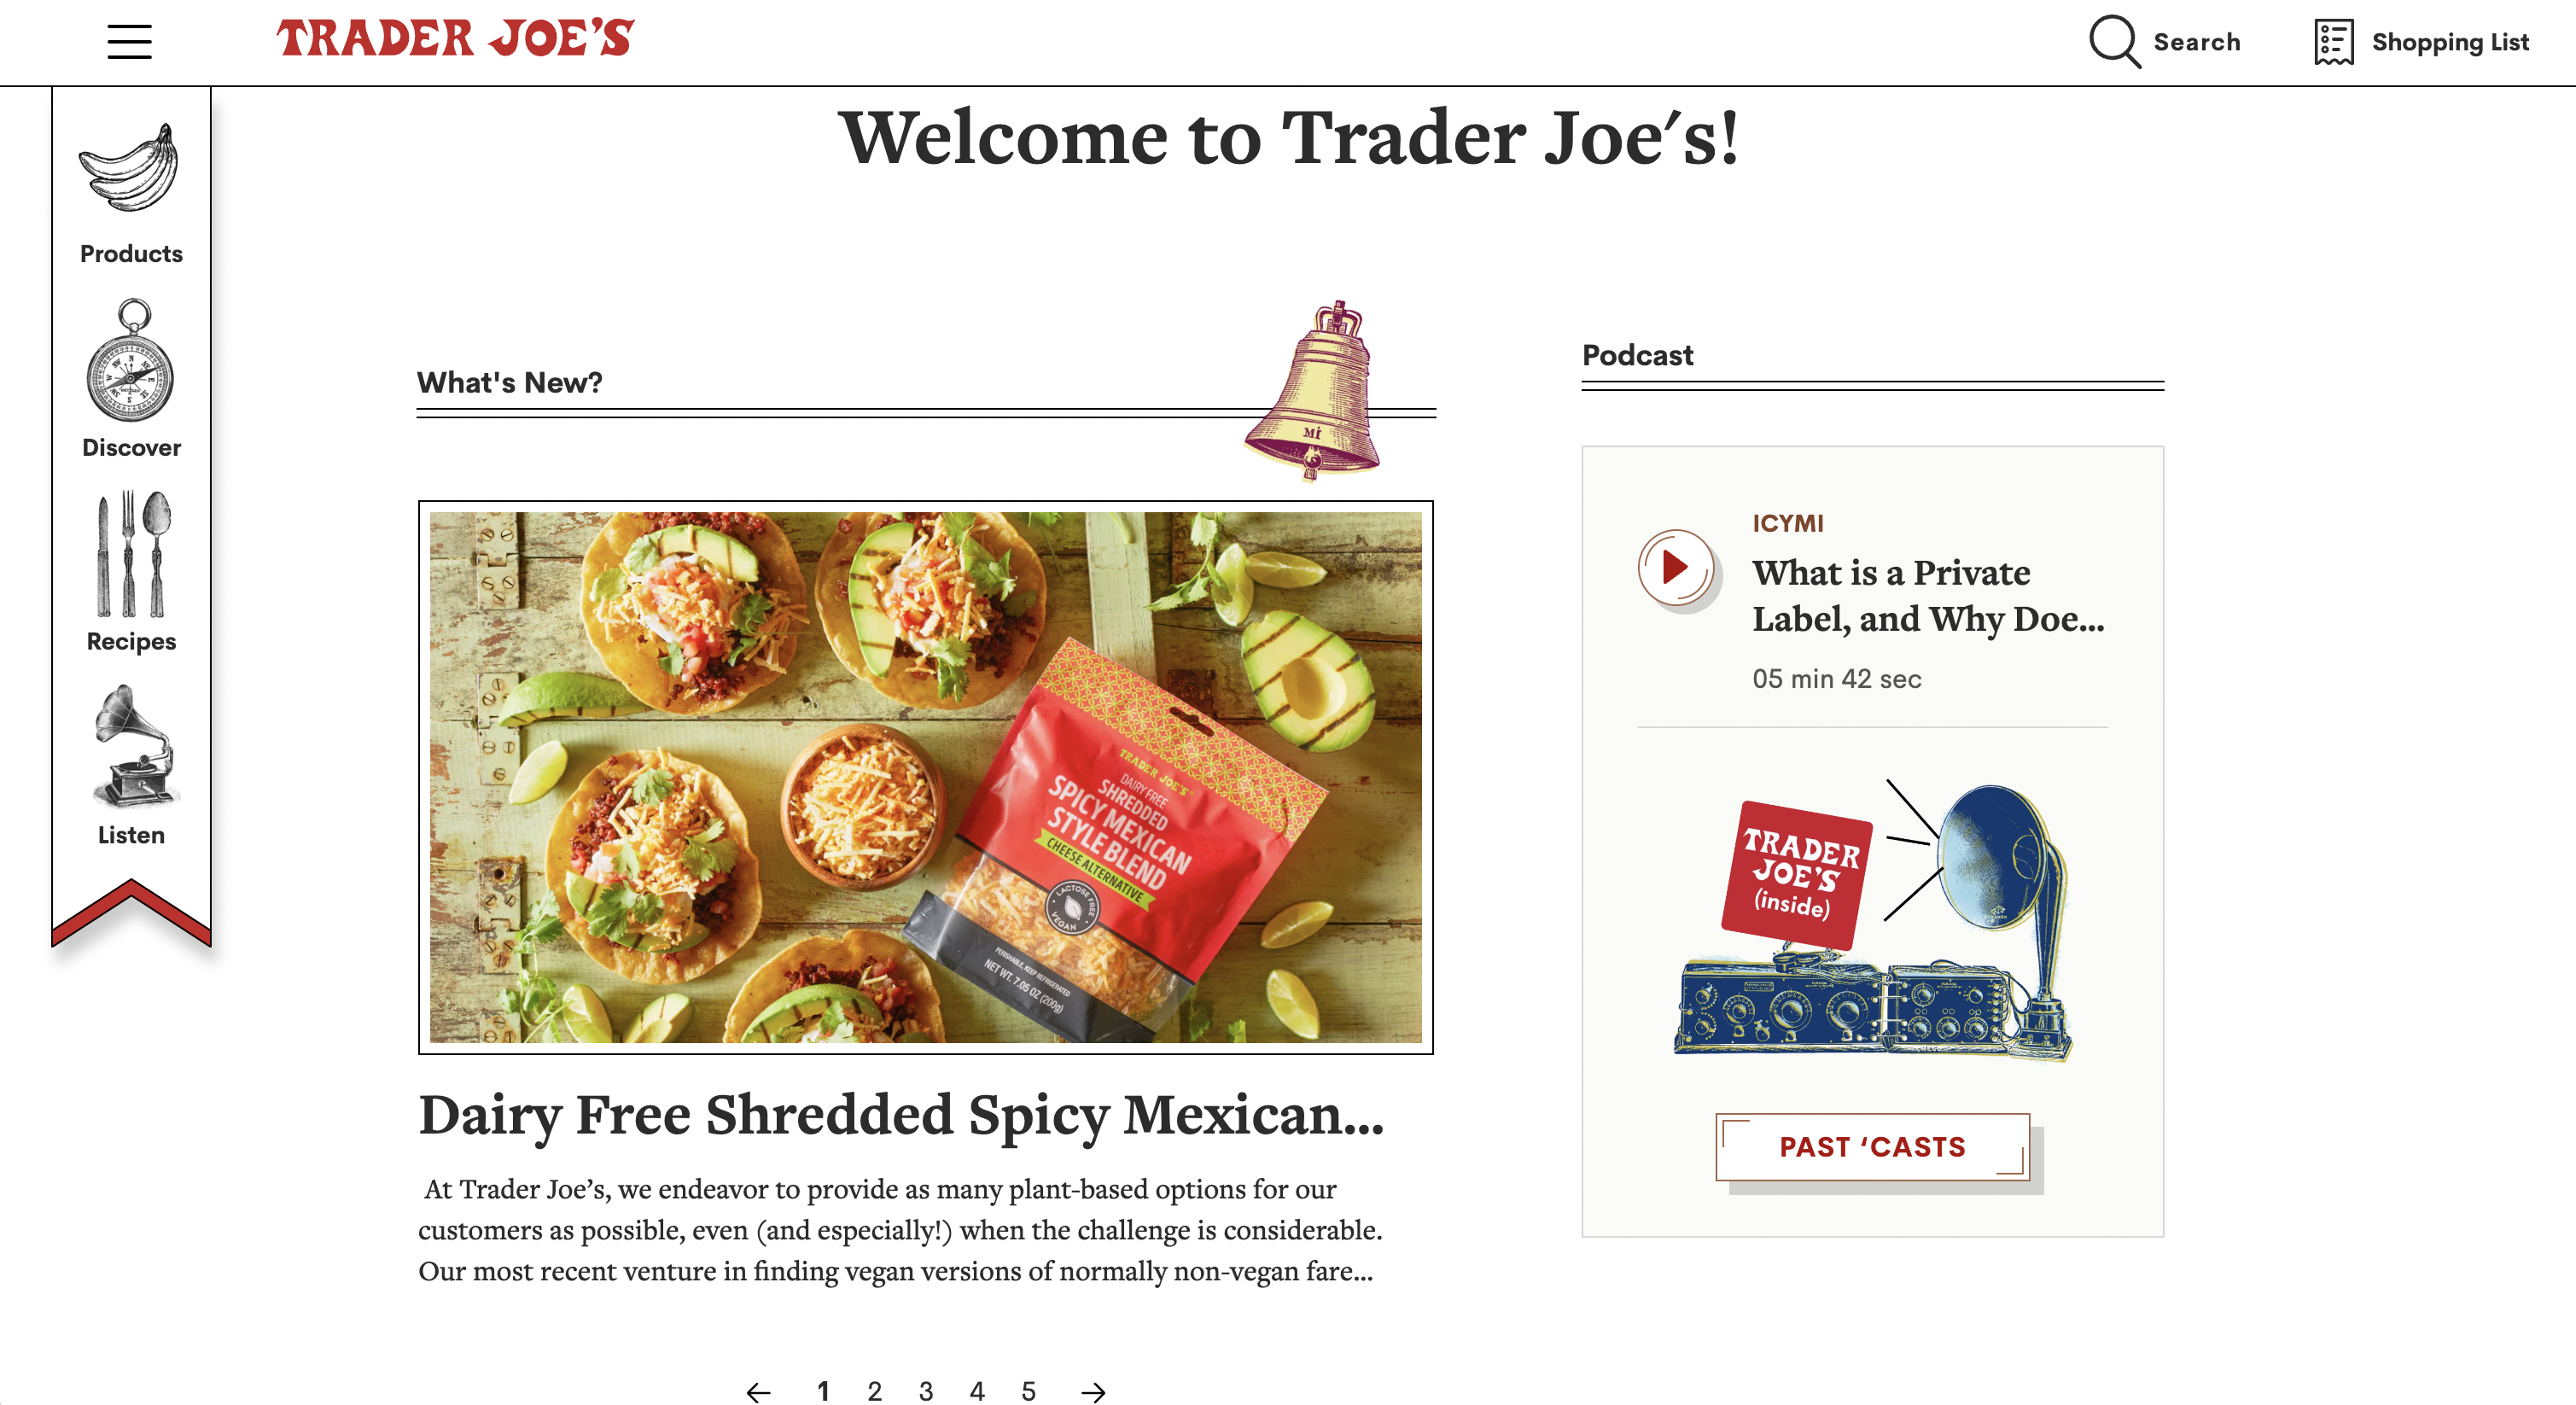 TRADER JOE'S
Search
Shopping List
Products
Discover
Recipes
Listen
Welcome to Trader Joe′s!
What's New?
Mi
TRADER JOE'S
DAIRY FREE
SHREDDED
SPICY MEXICAN
STYLE BLEND
CHEESE ALTERNATIVE
LACTOSE FREE
VEGAN
PERISHABLE, KEEP REFRIGERATED
NET WT. 7.05 OZ (200g)
Dairy Free Shredded Spicy Mexican...
At Trader Joe’s, we endeavor to provide as many plant-based options for our
customers as possible, even (and especially!) when the challenge is considerable.
Our most recent venture in finding vegan versions of normally non-vegan fare...
1 2 3 4 5
Podcast
ICYMI
What is a Private
Label, and Why Doe...
05 min 42 sec
TRADER
JOE'S
(inside)
PAST ‘CASTS